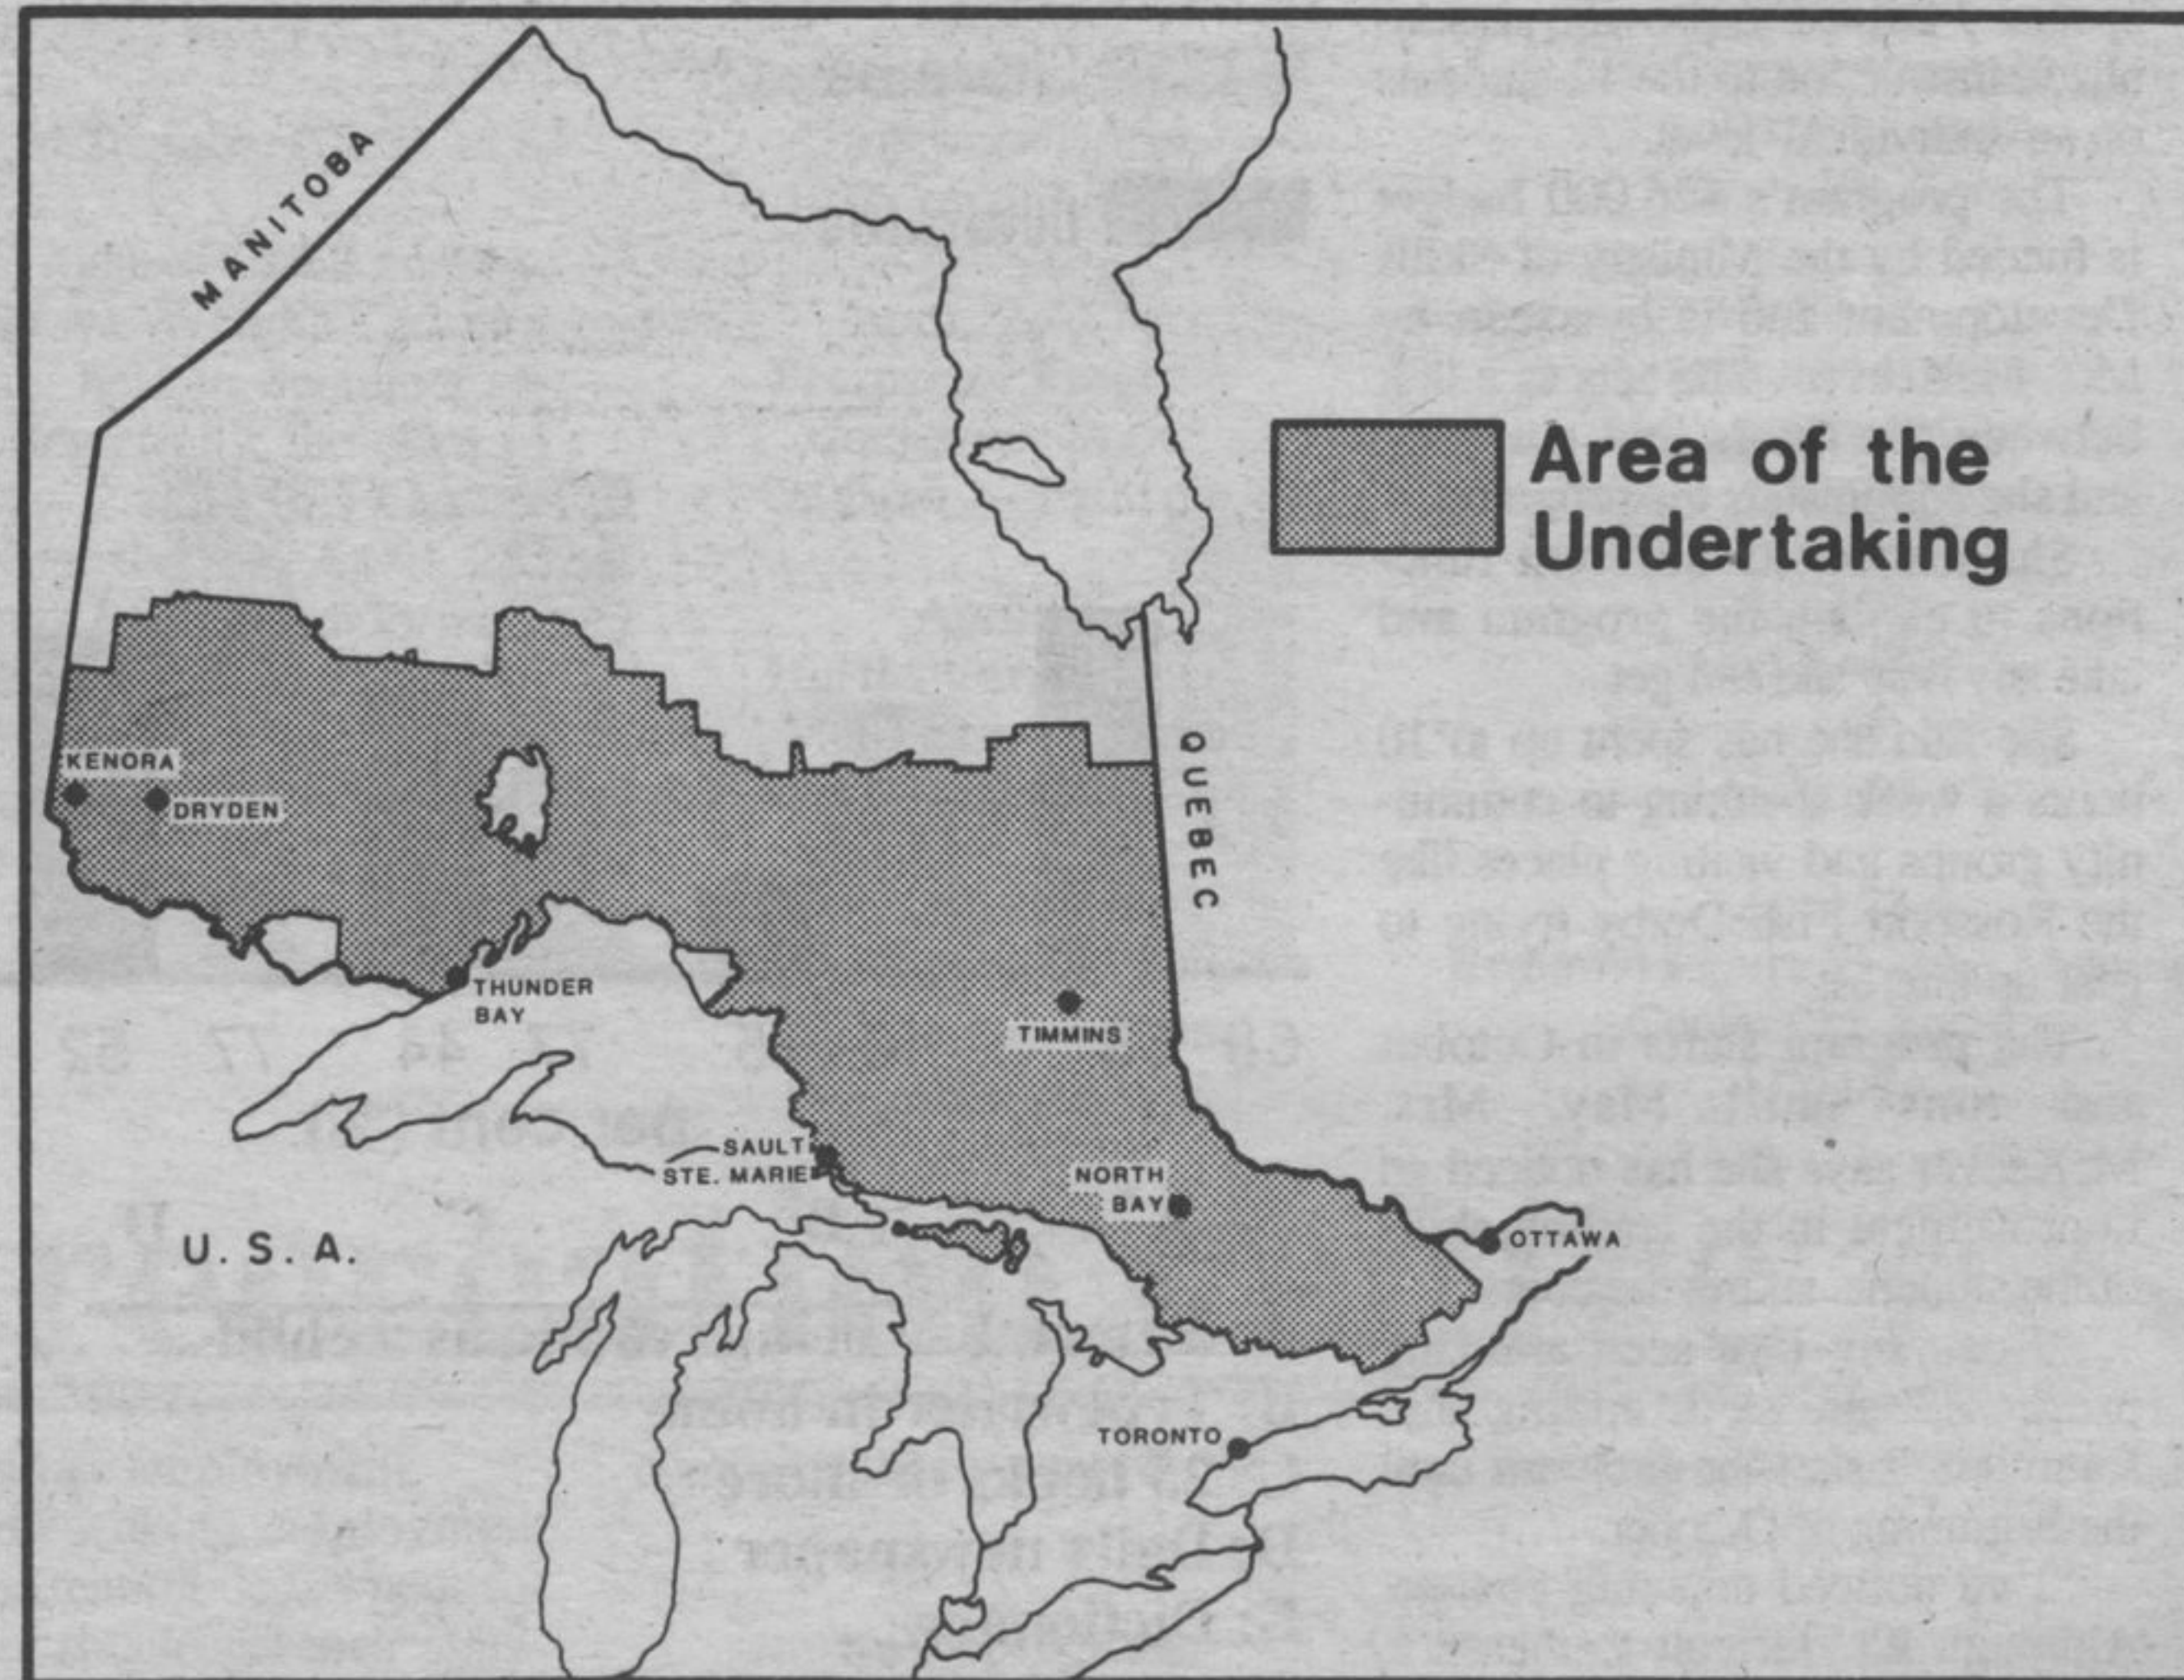 MANITOBA
Area of the
Undertaking
QUEBEC
KENORA
DRYDEN
THUNDER
BAY
TIMMINS
SAULT
STE. MARIE
NORTH
BAY
OTTAWA
U. S. A.
TORONTO